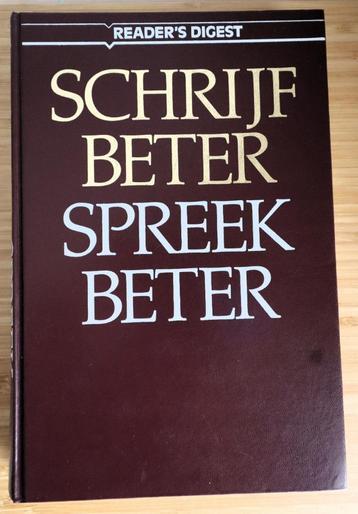 READER'S DIGEST
SCHRIJF
BETER
SPREEK
BETER